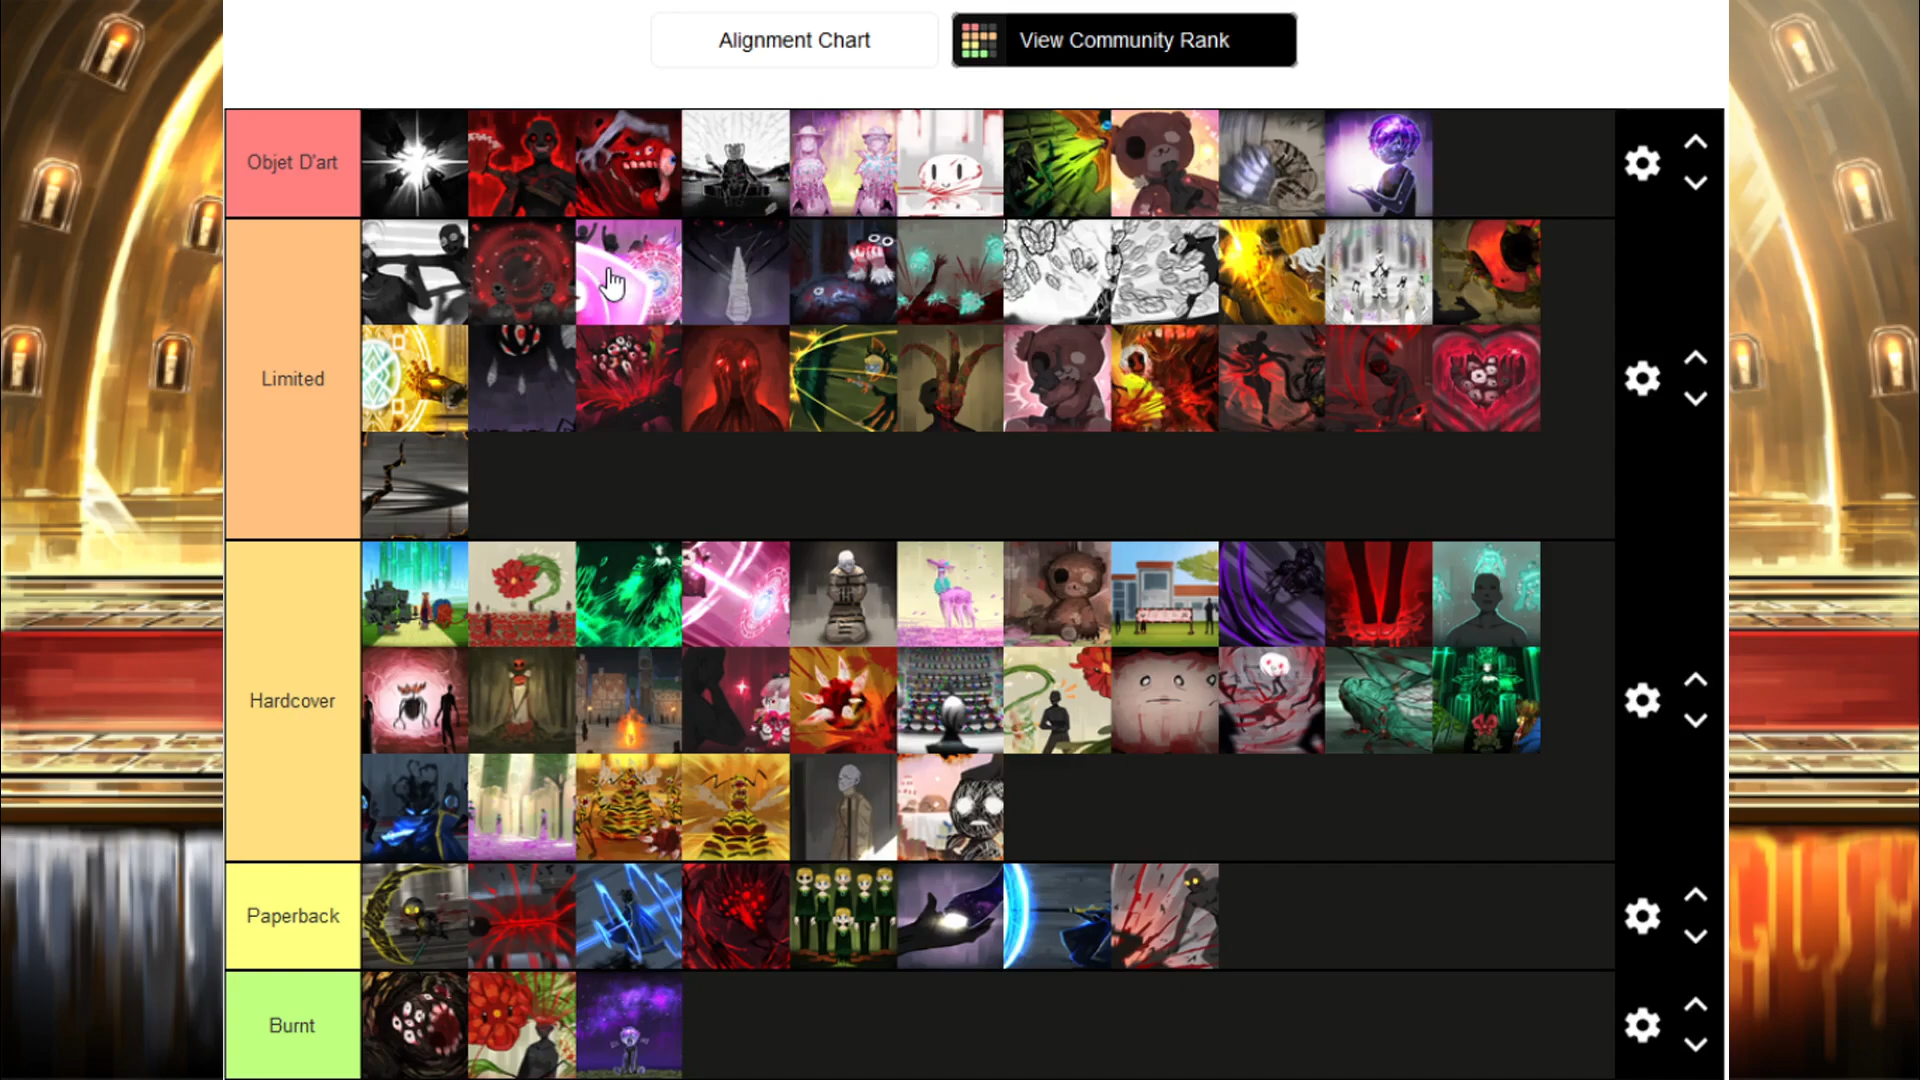 Alignment Chart
View Community Rank
Objet D'art
Limited
Hardcover
Paperback
Burnt